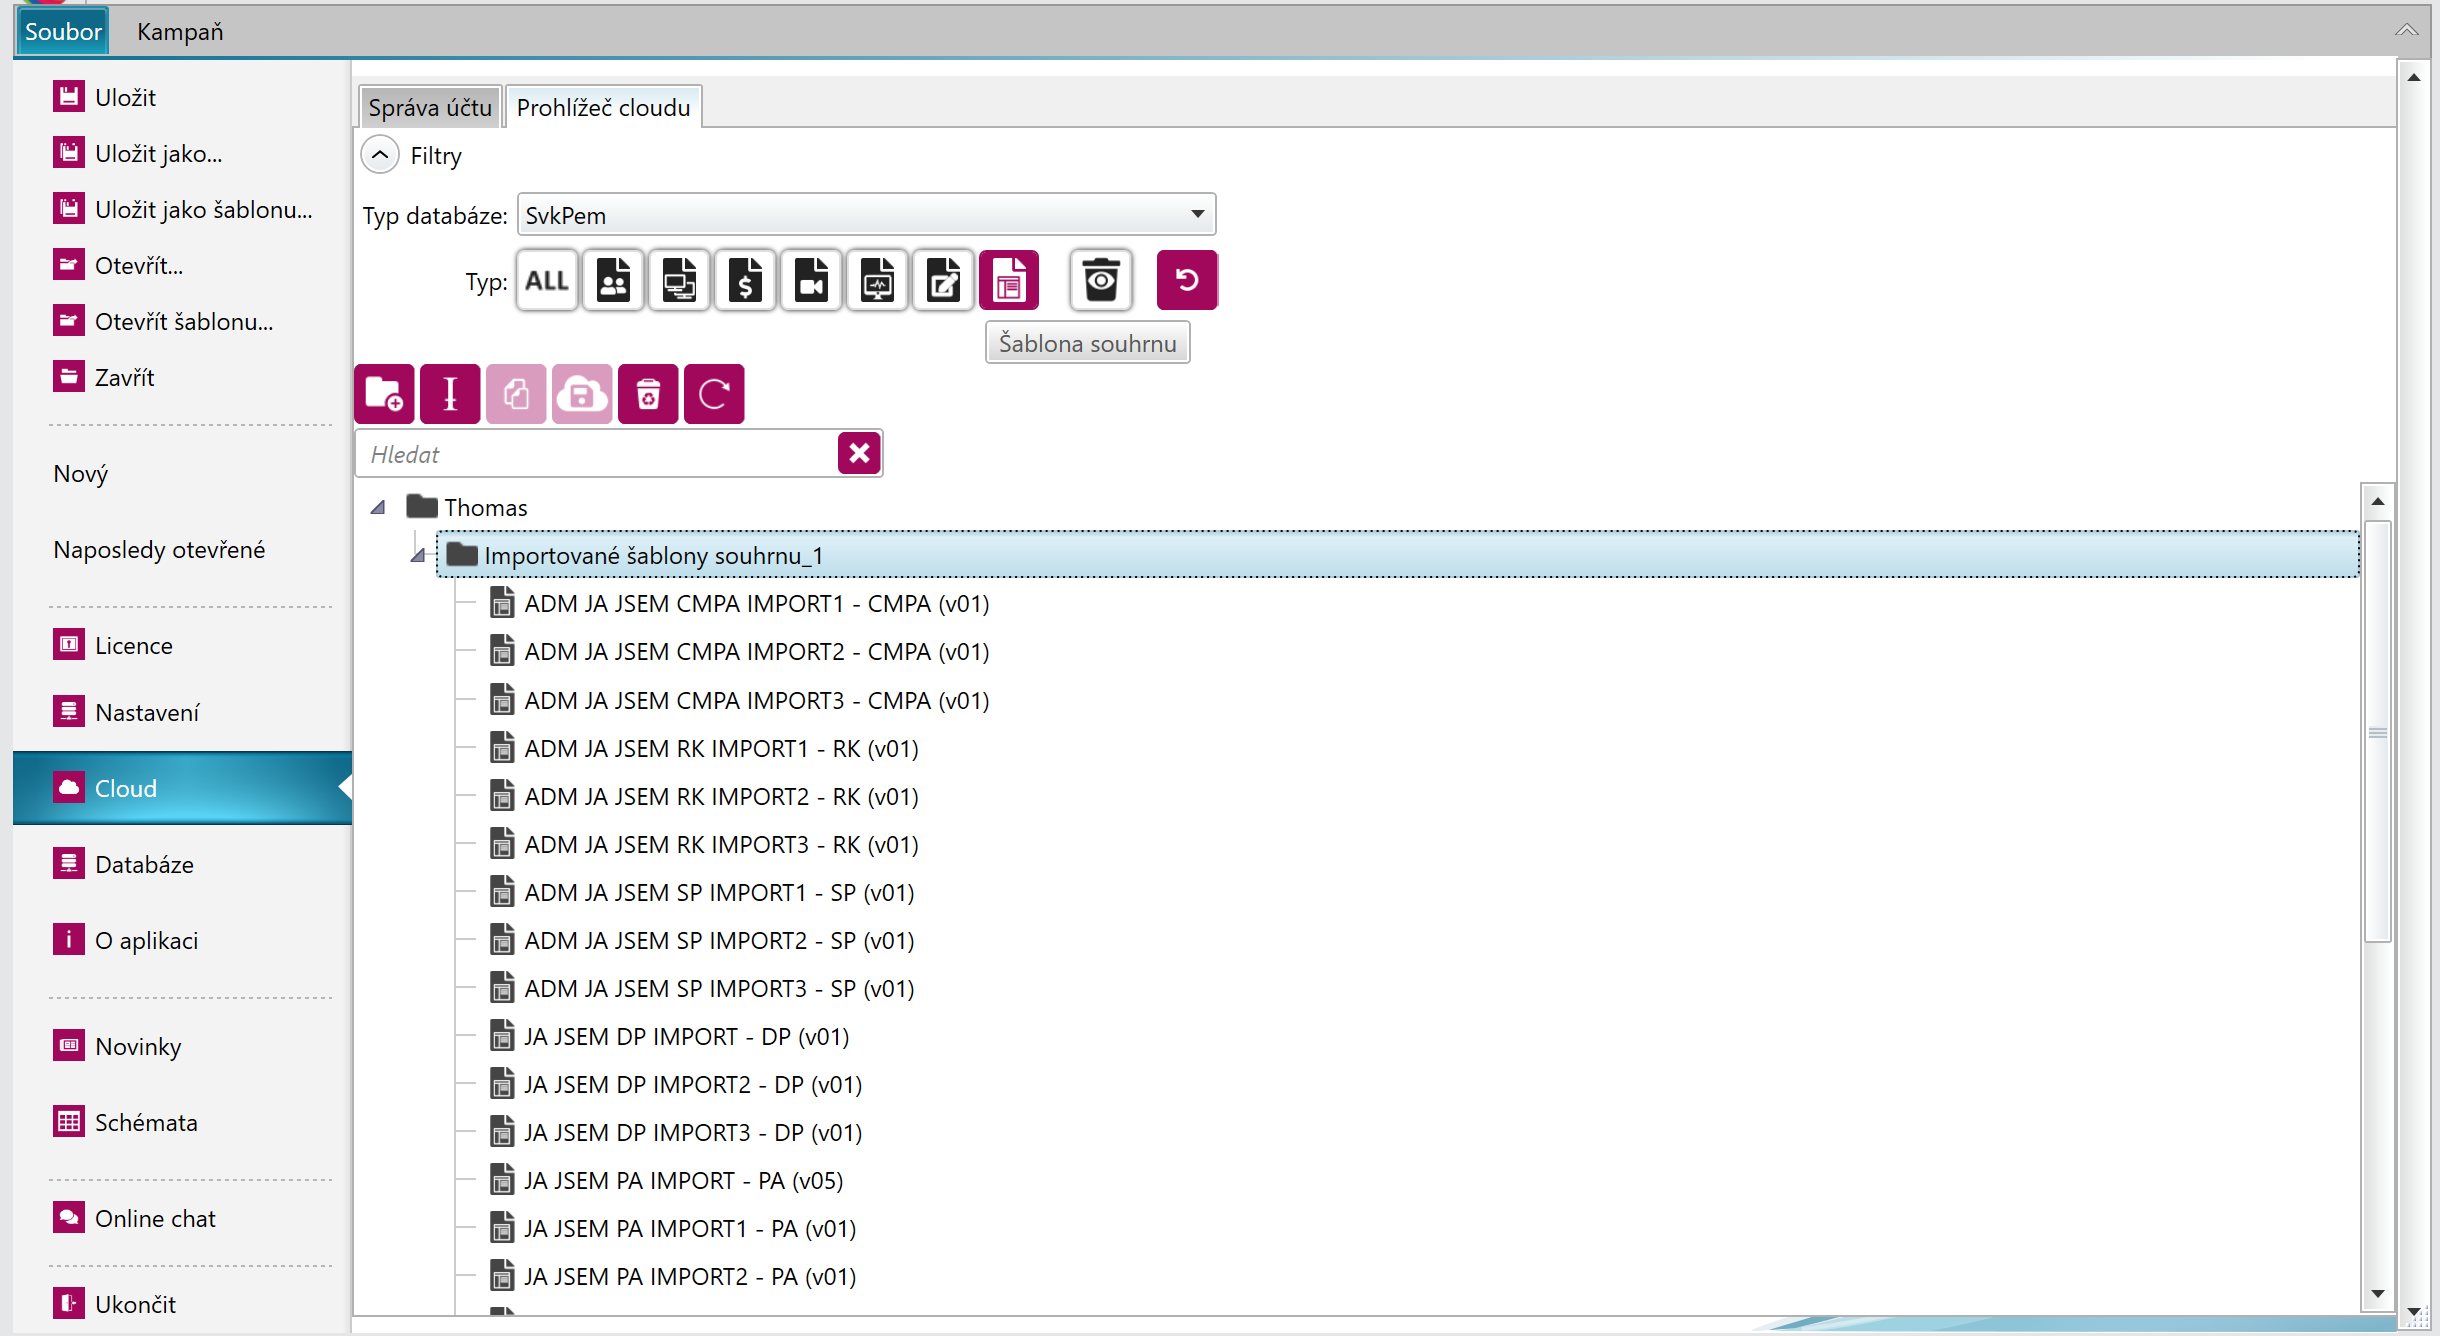 Soubor Kampaň
Uložit
Uložit jako...
Uložit jako šablonu...
Otevřít...
Otevřít šablonu...
Zavřít
Nový
Naposledy otevřené
Licence
Nastavení
Cloud
Databáze
O aplikaci
Novinky
Schémata
Online chat
Ukončit
Správa účtu Prohlížeč cloudu
Filtry
Typ databáze: SvkPem
Typ: ALL
Šablona souhrnu
Hledat
Thomas
Importované šablony souhrnu_1
ADM JA JSEM CMPA IMPORT1 - CMPA (v01)
ADM JA JSEM CMPA IMPORT2 - CMPA (v01)
ADM JA JSEM CMPA IMPORT3 - CMPA (v01)
ADM JA JSEM RK IMPORT1 - RK (v01)
ADM JA JSEM RK IMPORT2 - RK (v01)
ADM JA JSEM RK IMPORT3 - RK (v01)
ADM JA JSEM SP IMPORT1 - SP (v01)
ADM JA JSEM SP IMPORT2 - SP (v01)
ADM JA JSEM SP IMPORT3 - SP (v01)
JA JSEM DP IMPORT - DP (v01)
JA JSEM DP IMPORT2 - DP (v01)
JA JSEM DP IMPORT3 - DP (v01)
JA JSEM PA IMPORT - PA (v05)
JA JSEM PA IMPORT1 - PA (v01)
JA JSEM PA IMPORT2 - PA (v01)